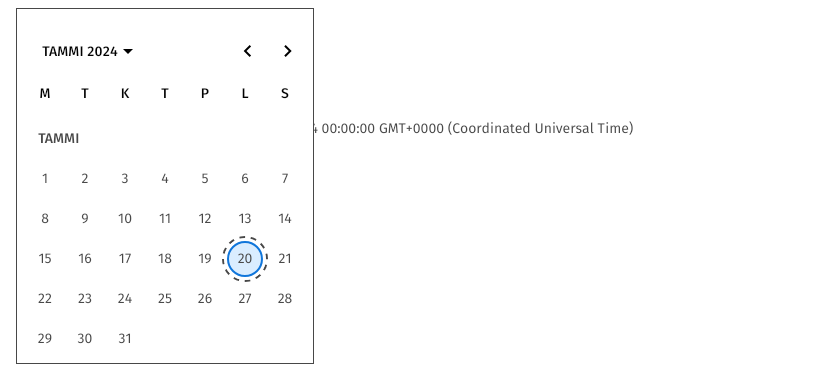 TAMMI 2024
M T K T P L S
00:00:00 GMT+0000 (Coordinated Universal Time)
TAMMI
1 2 3 4 5 6 7
8 9 10 11 12 13 14
15 16 17 18 19 20 21
22 23 24 25 26 27 28
29 30 31